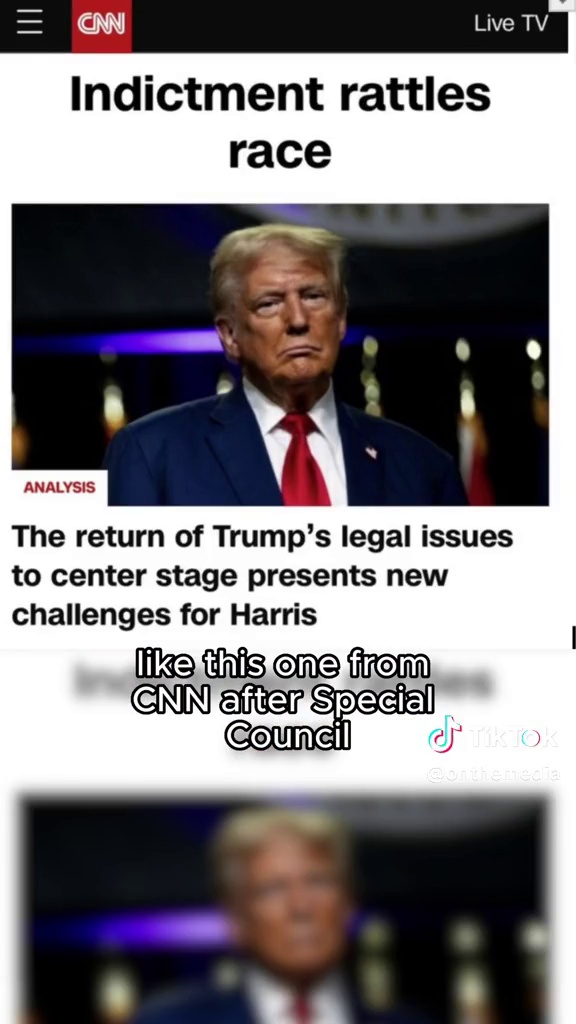 CNN
Live TV
Indictment rattles
race
ANALYSIS
The return of Trump's legal issues
to center stage presents new
challenges for Harris
like this one from
CNN after Special
Council
TikTok
@onthemedia